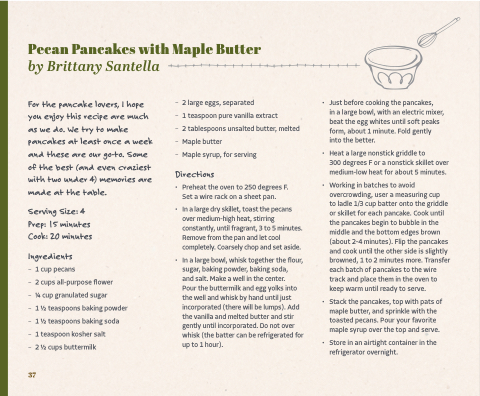 Pecan Pancakes with Maple Butter
by Brittany Santella
For the pancake lovers, I hope
you enjoy this recipe are much
as we do. We try to make
pancakes at least once a week
and these are our go-to. Some
of the best (and even craziest
with two under 4) memories are
made at the table.
Serving Size: 4
Prep: 15 minutes
Cook: 20 minutes
Ingredients
- 1 cup pecans
- 2 cups all-purpose flour
- ¼ cup granulated sugar
- 1 ½ teaspoons baking powder
- 1 ½ teaspoons baking soda
- 1 teaspoon kosher salt
- 2 ½ cups buttermilk
- 2 large eggs, separated
- 1 teaspoon pure vanilla extract
- 2 tablespoons unsalted butter, melted
- Maple butter
- Maple syrup, for serving
Directions
• Preheat the oven to 250 degrees F.
Set a wire rack on a sheet pan.
• In a large dry skillet, toast the pecans
over medium-high heat, stirring
constantly, until fragrant, 3 to 5 minutes.
Remove from the pan and let cool
completely. Coarsely chop and set aside.
• In a large bowl, whisk together the flour,
sugar, baking powder, baking soda,
and salt. Make a well in the center.
Pour the buttermilk and egg yolks into
the well and whisk by hand until just
incorporated (there will be lumps). Add
the vanilla and melted butter and stir
gently until incorporated. Do not over
whisk (the batter can be refrigerated for
up to 1 hour).
• Just before cooking the pancakes,
in a large bowl, with an electric mixer,
beat the egg whites until soft peaks
form, about 1 minute. Fold gently
into the better.
• Heat a large nonstick griddle to
300 degrees F or a nonstick skillet over
medium-low heat for about 5 minutes.
• Working in batches to avoid
overcrowding, user a measuring cup
to ladle 1/3 cup batter onto the griddle
or skillet for each pancake. Cook until
the pancakes begin to bubble in the
middle and the bottom edges brown
(about 2-4 minutes). Flip the pancakes
and cook until the other side is slightly
browned, 1 to 2 minutes more. Transfer
each batch of pancakes to the wire
track and place them in the oven to
keep warm until ready to serve.
• Stack the pancakes, top with pats of
maple butter, and sprinkle with the
toasted pecans. Pour your favorite
maple syrup over the top and serve.
• Store in an airtight container in the
refrigerator overnight.
37